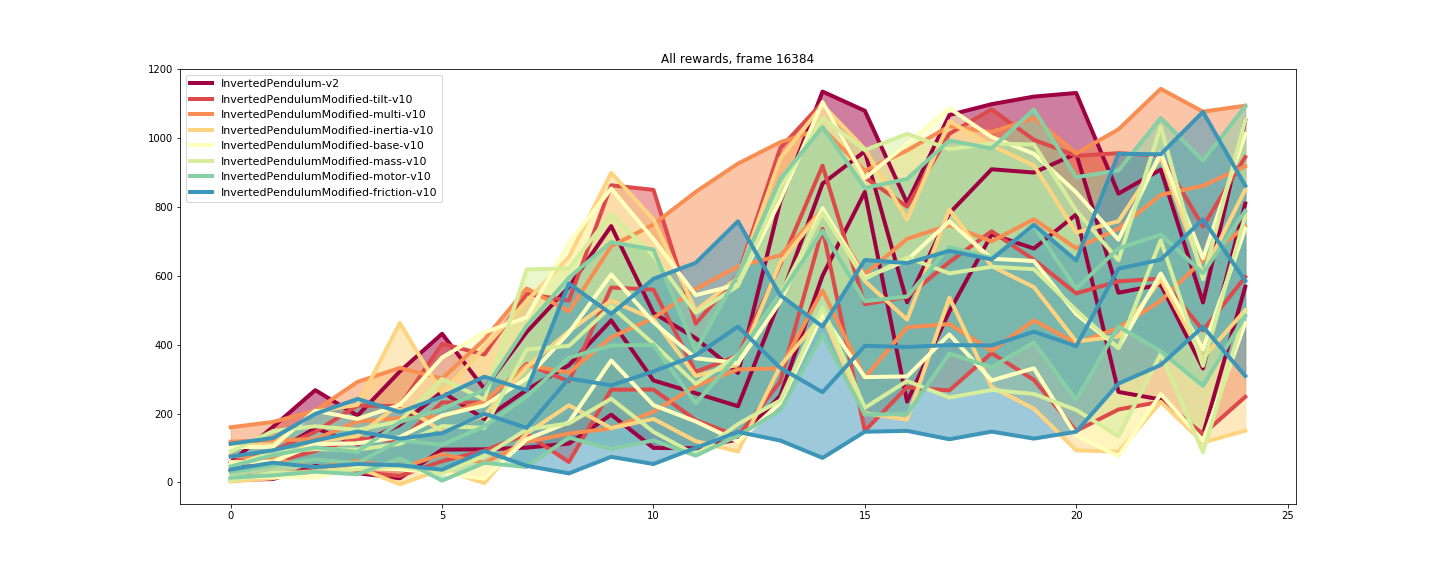 All rewards, frame 16384
1200
1000
800
600
400
200
0
InvertedPendulum-v2
InvertedPendulumModified-tilt-v10
InvertedPendulumModified-multi-v10
InvertedPendulumModified-inertia-v10
InvertedPendulumModified-base-v10
InvertedPendulumModified-mass-v10
InvertedPendulumModified-motor-v10
InvertedPendulumModified-friction-v10
0 5 10 15 20 25